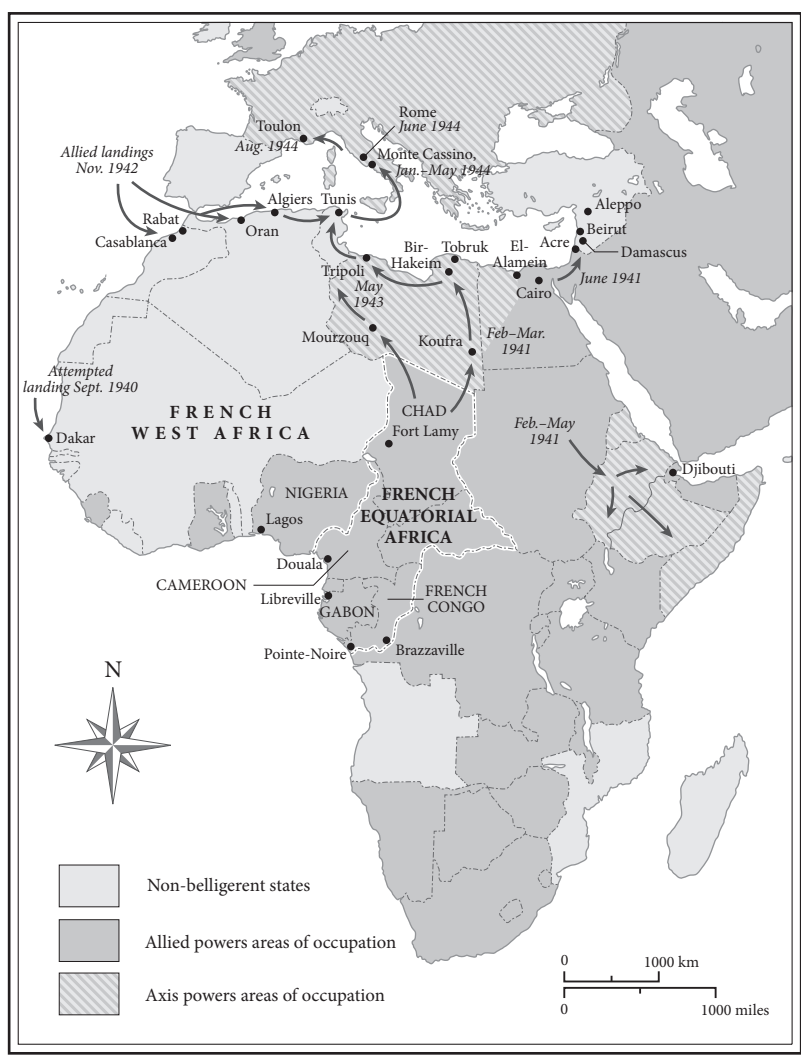 Rome
June 1944
Toulon
Aug. 1944
Monte Cassino,
Jan.–May 1944
Allied landings
Nov. 1942
Algiers
Tunis
Aleppo
Rabat
Oran
Casablanca
Bir-
Hakeim
Tobruk
El-
Alamein
Acre
Beirut
Damascus
Tripoli
May
1943
Cairo
June 1941
Mourzouq
Koufra
Feb–Mar.
1941
Attempted
landing Sept. 1940
CHAD
Fort Lamy
FRENCH
WEST AFRICA
Dakar
Feb.–May
1941
Djibouti
NIGERIA
FRENCH
EQUATORIAL
AFRICA
Lagos
Douala
CAMEROON
Libreville
GABON
FRENCH
CONGO
Pointe-Noire
Brazzaville
N
Non-belligerent states
Allied powers areas of occupation
Axis powers areas of occupation
0 1000 km
0 1000 miles